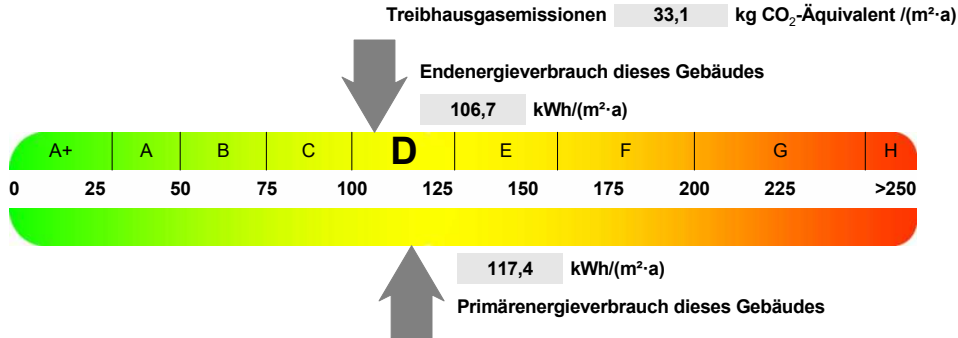 Treibhausgasemissionen 33,1 kg CO₂-Äquivalent /(m²·a)
Endenergieverbrauch dieses Gebäudes
106,7 kWh/(m²·a)
A+ A B C D E F G H
0 25 50 75 100 125 150 175 200 225 >250
117,4 kWh/(m²·a)
Primärenergieverbrauch dieses Gebäudes